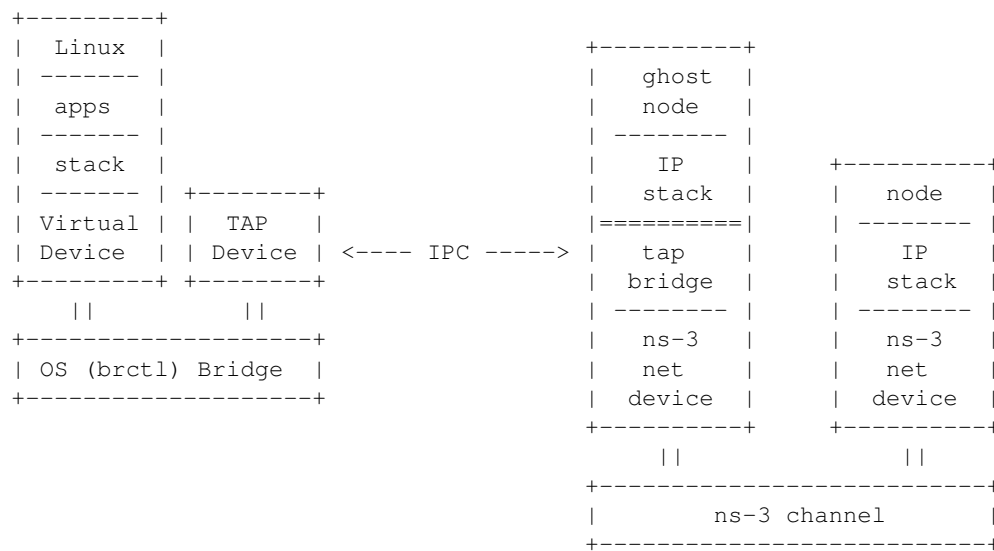 +---------+
|  Linux  |                             +----------+
| ------- |                             |   ghost  |
|  apps   |                             |   node   |
| ------- |                             | -------- |
|  stack  |                             |    IP    |     +----------+
| ------- | +--------+                  |   stack  |     |   node   |
| Virtual | |  TAP   |                  |==========|     | -------- |
| Device  | | Device | <---- IPC -----> |   tap    |     |    IP    |
+---------+ +--------+                  |  bridge  |     |   stack  |
    ||          ||                      | -------- |     | -------- |
+---------------------+                 |   ns-3   |     |   ns-3   |
| OS (brctl) Bridge   |                 |   net    |     |   net    |
+---------------------+                 |  device  |     |  device  |
                                        +----------+     +----------+
                                             ||               ||
                                        +---------------------------+
                                        |        ns-3 channel       |
                                        +---------------------------+